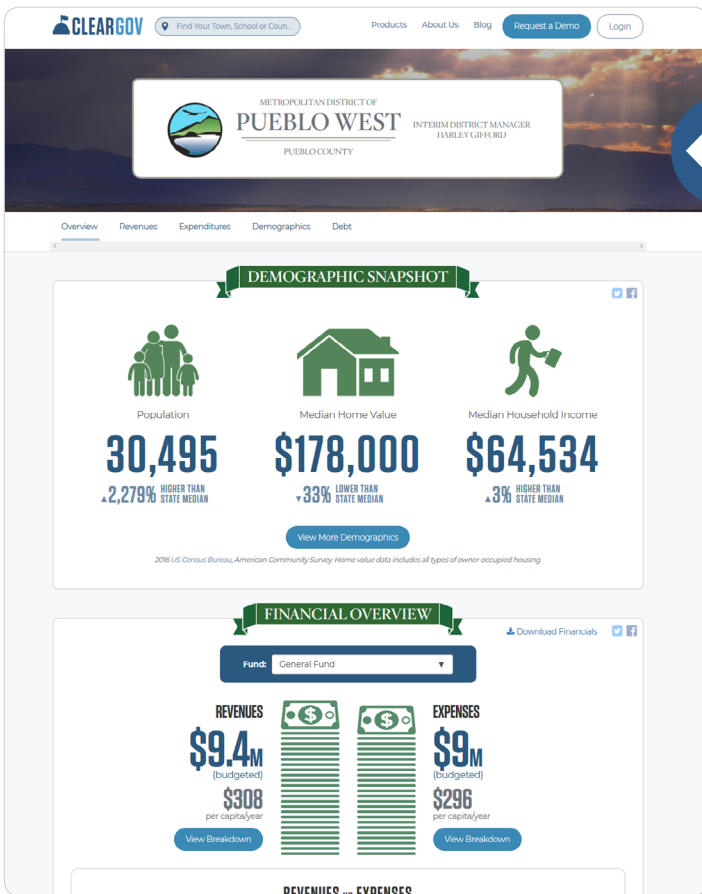 CLEARGOV
Find Your Town, School or Coun...
Products About Us Blog Request a Demo Login
METROPOLITAN DISTRICT OF
PUEBLO WEST
PUEBLO COUNTY
INTERIM DISTRICT MANAGER
HARLEY GIFFORD
Overview Revenues Expenditures Demographics Debt
DEMOGRAPHIC SNAPSHOT
Population
30,495
▲2,279% HIGHER THAN
STATE MEDIAN
Median Home Value
$178,000
▼33% LOWER THAN
STATE MEDIAN
Median Household Income
$64,534
▲3% HIGHER THAN
STATE MEDIAN
View More Demographics
2016 US Census Bureau, American Community Survey. Home value data includes all types of owner-occupied housing.
FINANCIAL OVERVIEW
Download Financials
Fund: General Fund
REVENUES
$9.4M
(budgeted)
$308
per capita/year
View Breakdown
EXPENSES
$9M
(budgeted)
$296
per capita/year
View Breakdown
REVENUES vs EXPENSES